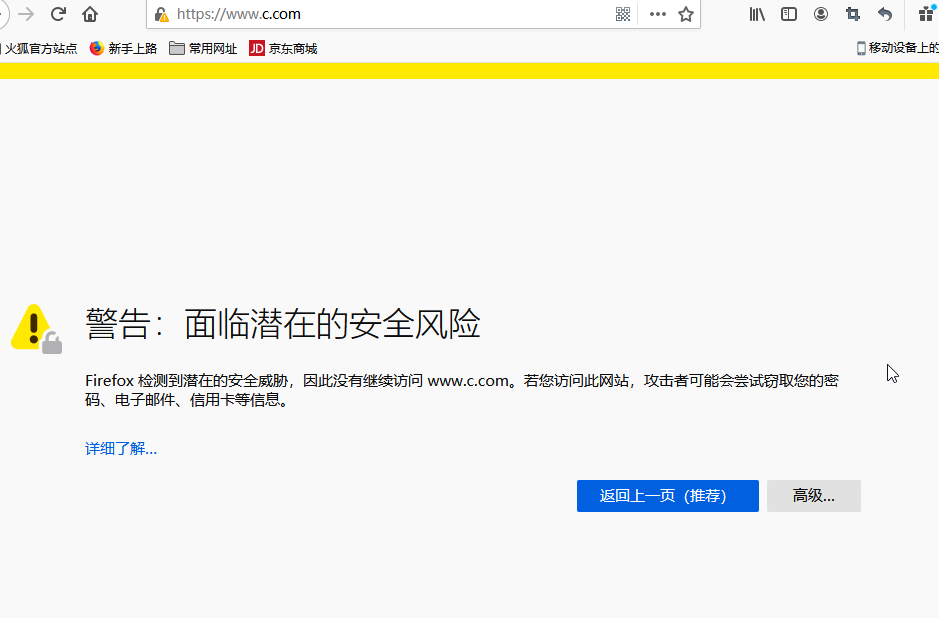 https://www.c.com
火狐官方站点 新手上路 常用网址 JD 京东商城 移动设备上的
警告：面临潜在的安全风险
Firefox 检测到潜在的安全威胁，因此没有继续访问 www.c.com。若您访问此网站，攻击者可能会尝试窃取您的密
码、电子邮件、信用卡等信息。
详细了解...
返回上一页（推荐） 高级...